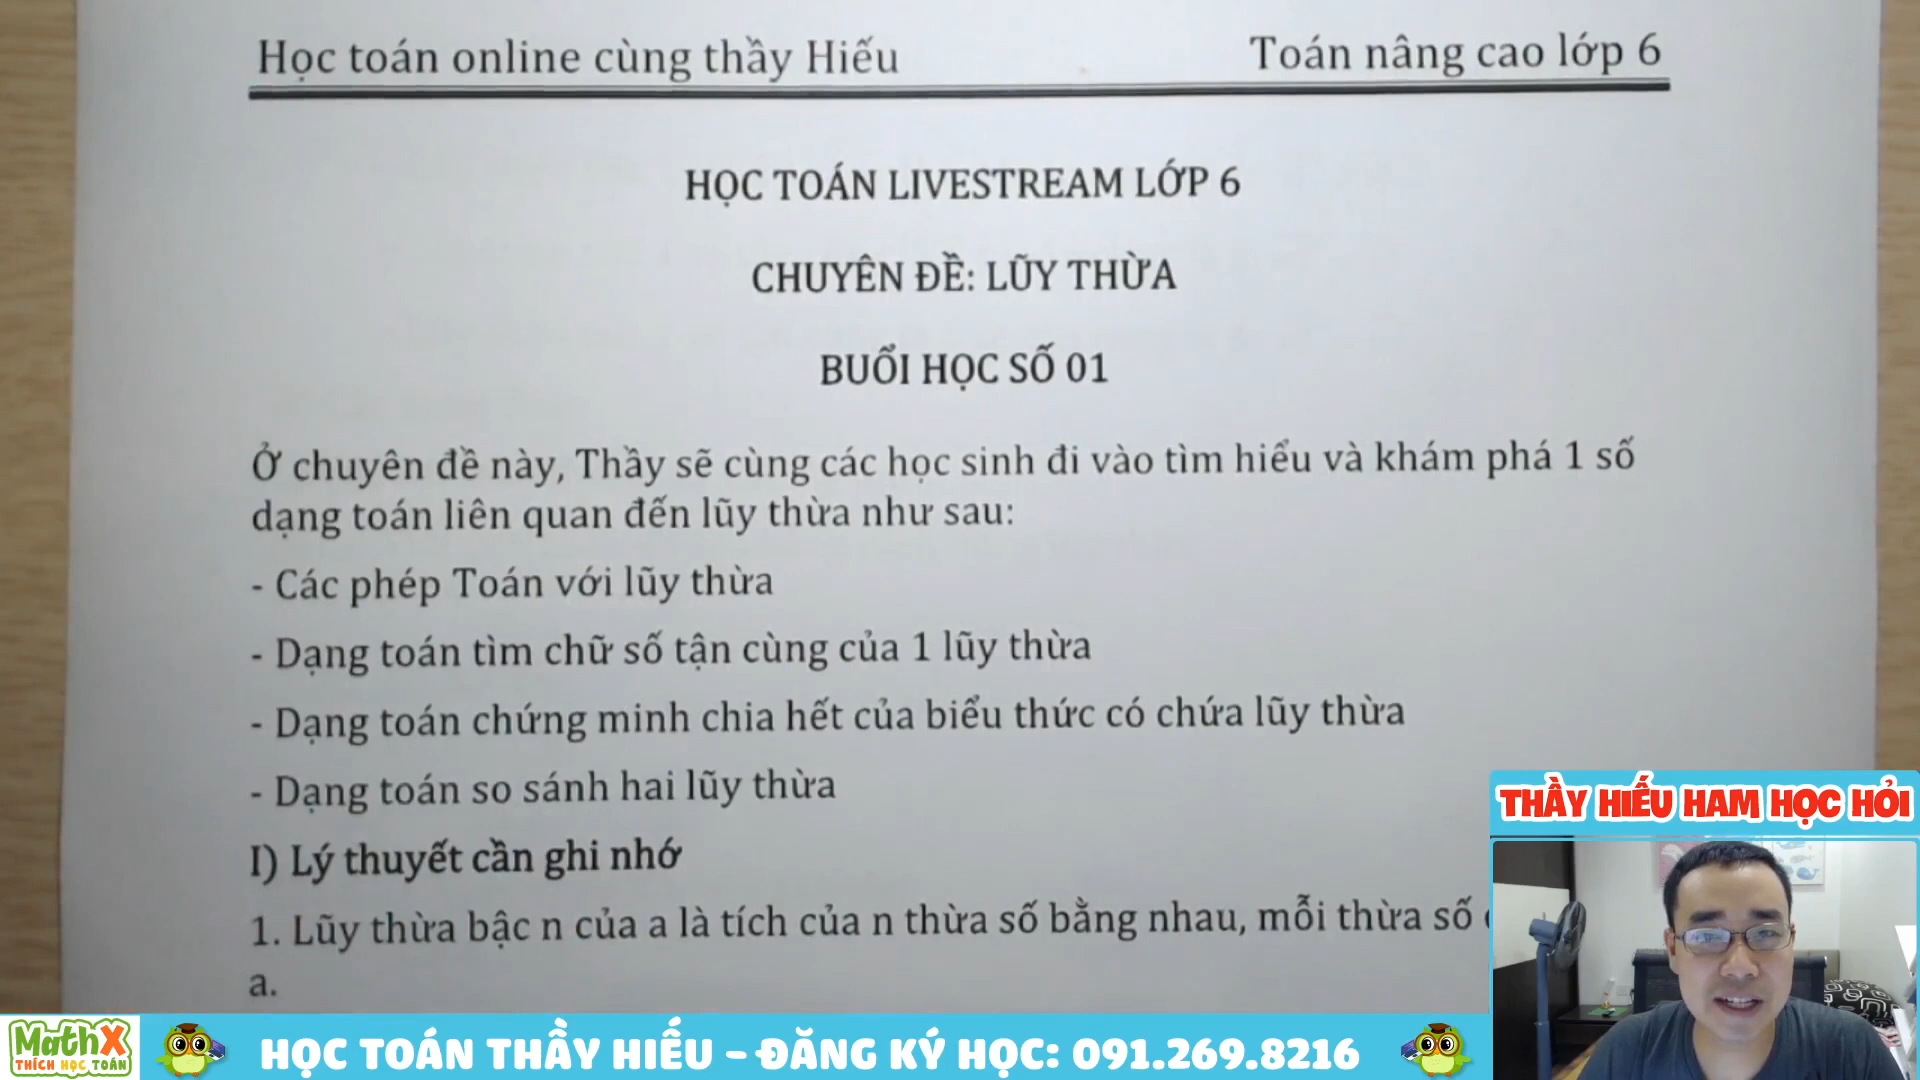 Học toán online cùng thầy Hiếu
Toán nâng cao lớp 6
HỌC TOÁN LIVESTREAM LỚP 6
CHUYÊN ĐỀ: LŨY THỪA
BUỔI HỌC SỐ 01
Ở chuyên đề này, Thầy sẽ cùng các học sinh đi vào tìm hiểu và khám phá 1 số
dạng toán liên quan đến lũy thừa như sau:
- Các phép Toán với lũy thừa
- Dạng toán tìm chữ số tận cùng của 1 lũy thừa
- Dạng toán chứng minh chia hết của biểu thức có chứa lũy thừa
- Dạng toán so sánh hai lũy thừa
I) Lý thuyết cần ghi nhớ
1. Lũy thừa bậc n của a là tích của n thừa số bằng nhau, mỗi thừa số
a.
THẦY HIẾU HAM HỌC HỎI
MathX
THÍCH HỌC TOÁN
HỌC TOÁN THẦY HIẾU - ĐĂNG KÝ HỌC: 091.269.8216